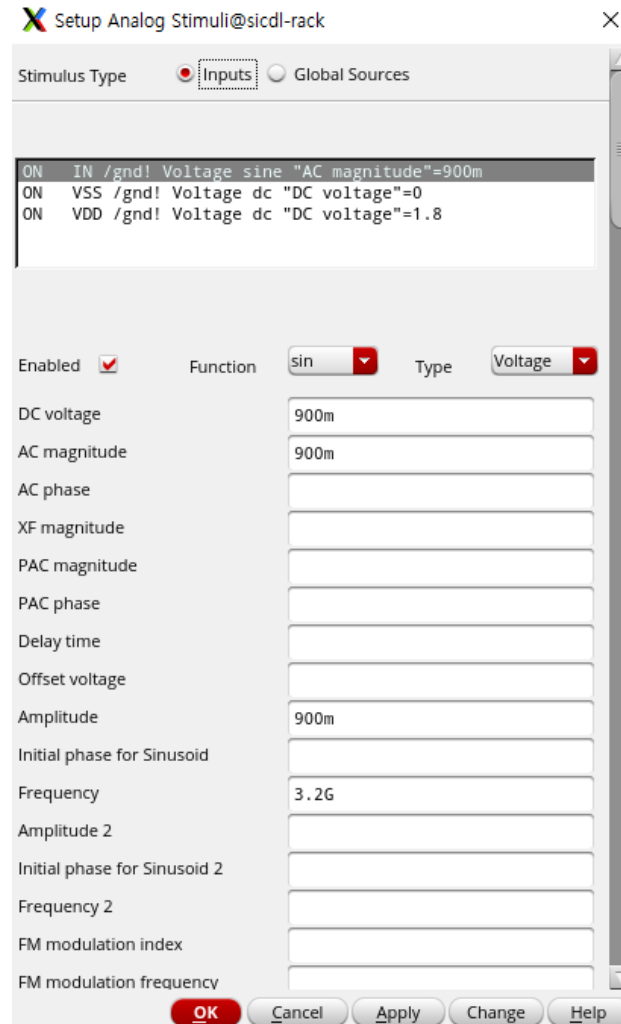 X Setup Analog Stimuli@sicdl-rack
Stimulus Type Inputs Global Sources
ON IN /gnd! Voltage sine "AC magnitude"=900m
ON VSS /gnd! Voltage dc "DC voltage"=0
ON VDD /gnd! Voltage dc "DC voltage"=1.8
Enabled Function sin Type Voltage
DC voltage 900m
AC magnitude 900m
AC phase
XF magnitude
PAC magnitude
PAC phase
Delay time
Offset voltage
Amplitude 900m
Initial phase for Sinusoid
Frequency 3.2G
Amplitude 2
Initial phase for Sinusoid 2
Frequency 2
FM modulation index
FM modulation frequency
OK Cancel Apply Change Help